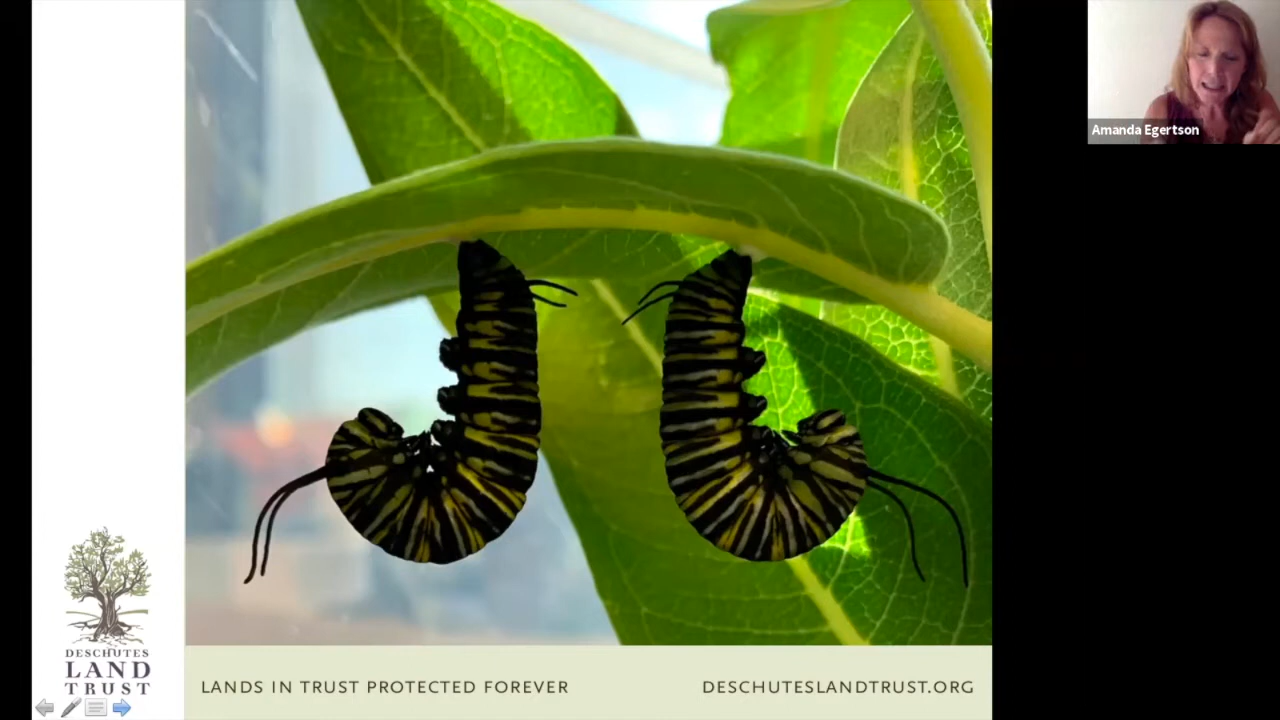 Amanda Egertson
DESCHUTES
LAND
TRUST
LANDS IN TRUST PROTECTED FOREVER
DESCHUTESLANDTRUST.ORG